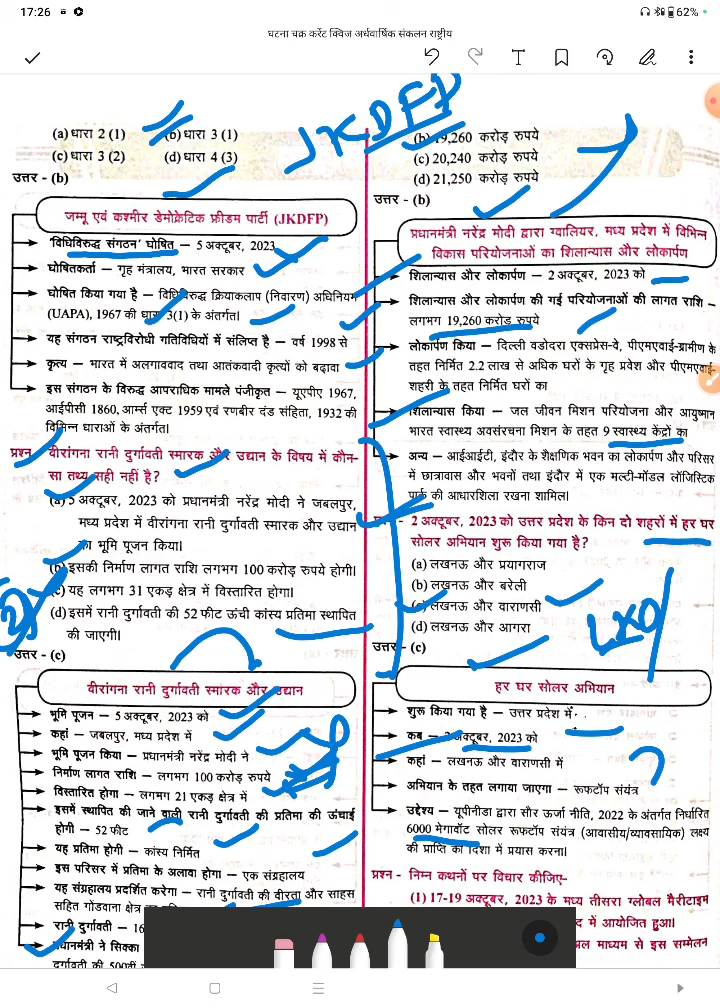 17:26
62%
घटना चक्र करेंट क्विज अर्धवार्षिक संकलन राष्ट्रीय
T
JKDFP
(a) धारा 2 (1)
(b) धारा 3 (1)
(c) धारा 3 (2)
(d) धारा 4 (3)
उत्तर - (b)
जम्मू एवं कश्मीर डेमोक्रेटिक फ्रीडम पार्टी (JKDFP)
'विधिविरुद्ध संगठन' घोषित — 5 अक्टूबर, 2023
घोषितकर्ता — गृह मंत्रालय, भारत सरकार
घोषित किया गया है — विधिविरुद्ध क्रियाकलाप (निवारण) अधिनियम
(UAPA), 1967 की धारा 3(1) के अंतर्गत।
यह संगठन राष्ट्रविरोधी गतिविधियों में संलिप्त है — वर्ष 1998 से
कृत्य — भारत में अलगाववाद तथा आतंकवादी कृत्यों को बढ़ावा
इस संगठन के विरुद्ध आपराधिक मामले पंजीकृत — यूएपीए 1967,
आईपीसी 1860, आर्म्स एक्ट 1959 एवं रणबीर दंड संहिता, 1932 की
विभिन्न धाराओं के अंतर्गत।
प्रश्न - वीरांगना रानी दुर्गावती स्मारक और उद्यान के विषय में कौन-
सा तथ्य सही नहीं है?
(a) 5 अक्टूबर, 2023 को प्रधानमंत्री नरेंद्र मोदी ने जबलपुर,
मध्य प्रदेश में वीरांगना रानी दुर्गावती स्मारक और उद्यान
का भूमि पूजन किया।
(b) इसकी निर्माण लागत राशि लगभग 100 करोड़ रुपये होगी।
(c) यह लगभग 31 एकड़ क्षेत्र में विस्तारित होगा।
(d) इसमें रानी दुर्गावती की 52 फीट ऊंची कांस्य प्रतिमा स्थापित
की जाएगी।
उत्तर - (c)
वीरांगना रानी दुर्गावती स्मारक और उद्यान
भूमि पूजन — 5 अक्टूबर, 2023 को
कहां — जबलपुर, मध्य प्रदेश में
भूमि पूजन किया — प्रधानमंत्री नरेंद्र मोदी ने
निर्माण लागत राशि — लगभग 100 करोड़ रुपये
विस्तारित होगा — लगभग 21 एकड़ क्षेत्र में
इसमें स्थापित की जाने वाली रानी दुर्गावती की प्रतिमा की ऊंचाई
होगी — 52 फीट
यह प्रतिमा होगी — कांस्य निर्मित
इस परिसर में प्रतिमा के अलावा होगा — एक संग्रहालय
यह संग्रहालय प्रदर्शित करेगा — रानी दुर्गावती की वीरता और साहस
सहित गोंडवाना क्षेत्र
रानी दुर्गावती — 16
प्रधानमंत्री ने सिक्का
दुर्गावती की 500वीं
(b) 19,260 करोड़ रुपये
(c) 20,240 करोड़ रुपये
(d) 21,250 करोड़ रुपये
उत्तर - (b)
प्रधानमंत्री नरेंद्र मोदी द्वारा ग्वालियर, मध्य प्रदेश में विभिन्न
विकास परियोजनाओं का शिलान्यास और लोकार्पण
शिलान्यास और लोकार्पण — 2 अक्टूबर, 2023 को
शिलान्यास और लोकार्पण की गई परियोजनाओं की लागत राशि -
लगभग 19,260 करोड़ रुपये
लोकार्पण किया — दिल्ली वडोदरा एक्सप्रेस-वे, पीएमएवाई-ग्रामीण के
तहत निर्मित 2.2 लाख से अधिक घरों के गृह प्रवेश और पीएमएवाई-
शहरी के तहत निर्मित घरों का
शिलान्यास किया — जल जीवन मिशन परियोजना और आयुष्मान
भारत स्वास्थ्य अवसंरचना मिशन के तहत 9 स्वास्थ्य केंद्रों का
अन्य — आईआईटी, इंदौर के शैक्षणिक भवन का लोकार्पण और परिसर
में छात्रावास और भवनों तथा इंदौर में एक मल्टी-मॉडल लॉजिस्टिक
पार्क की आधारशिला रखना शामिल।
प्रश्न - 2 अक्टूबर, 2023 को उत्तर प्रदेश के किन दो शहरों में हर घर
सोलर अभियान शुरू किया गया है?
(a) लखनऊ और प्रयागराज
(b) लखनऊ और बरेली
(c) लखनऊ और वाराणसी
(d) लखनऊ और आगरा
उत्तर - (c)
LKO
हर घर सोलर अभियान
शुरू किया गया है — उत्तर प्रदेश में
कब — 2 अक्टूबर, 2023 को
कहां — लखनऊ और वाराणसी में
अभियान के तहत लगाया जाएगा — रूफटॉप संयंत्र
उद्देश्य — यूपीनीडा द्वारा सौर ऊर्जा नीति, 2022 के अंतर्गत निर्धारित
6000 मेगावॉट सोलर रूफटॉप संयंत्र (आवासीय/व्यावसायिक) लक्ष्य
की प्राप्ति की दिशा में प्रयास करना।
प्रश्न - निम्न कथनों पर विचार कीजिए-
(1) 17-19 अक्टूबर, 2023 के मध्य तीसरा ग्लोबल मैरीटाइम
द में आयोजित हुआ।
अल माध्यम से इस सम्मेलन